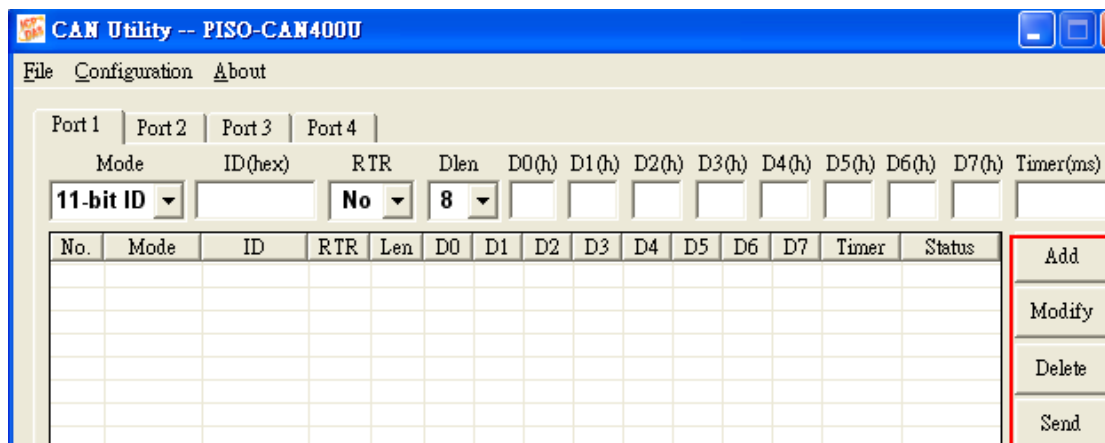 CAN Utility -- PISO-CAN400U
File Configuration About
Port 1 Port 2 Port 3 Port 4
Mode ID(hex) RTR Dlen D0(h) D1(h) D2(h) D3(h) D4(h) D5(h) D6(h) D7(h) Timer(ms)
11-bit ID No 8
No. Mode ID RTR Len D0 D1 D2 D3 D4 D5 D6 D7 Timer Status
Add
Modify
Delete
Send